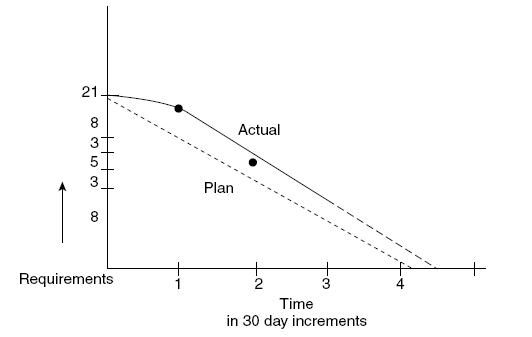 21
8
3
5
3
8
Actual
Plan
Requirements
1 2 3 4
Time
in 30 day increments